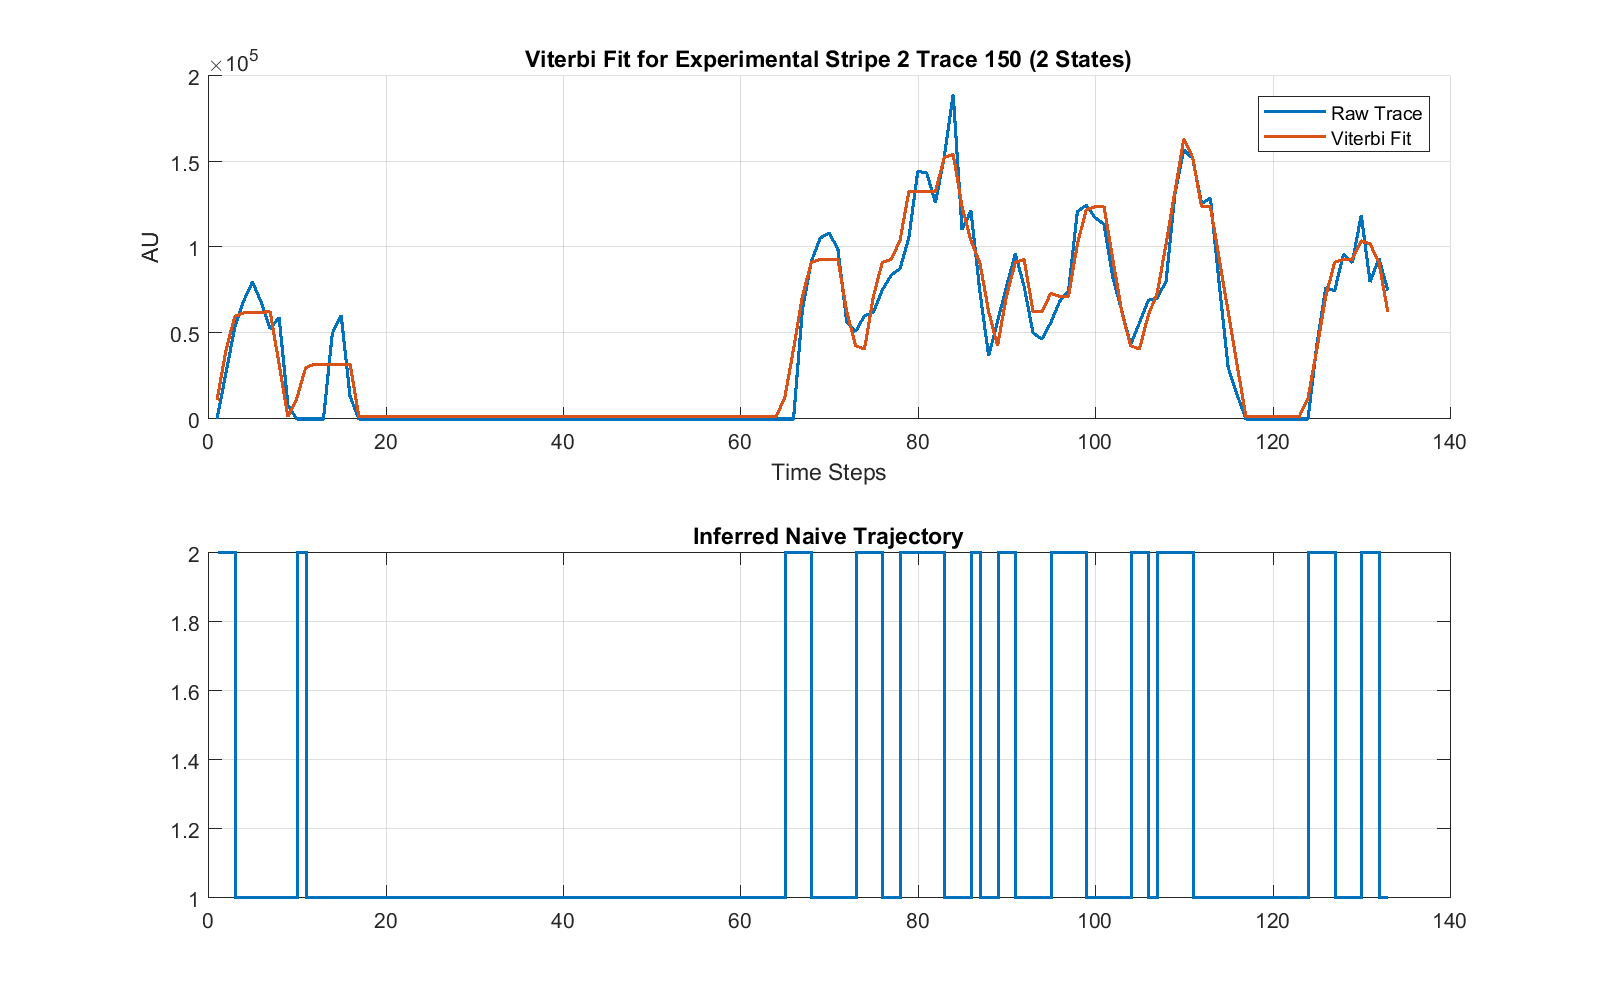 Viterbi Fit for Experimental Stripe 2 Trace 150 (2 States)
×10⁵
2
1.5
1
0.5
0
AU
Raw Trace
Viterbi Fit
0 20 40 60 80 100 120 140
Time Steps
Inferred Naive Trajectory
2
1.8
1.6
1.4
1.2
1
0 20 40 60 80 100 120 140